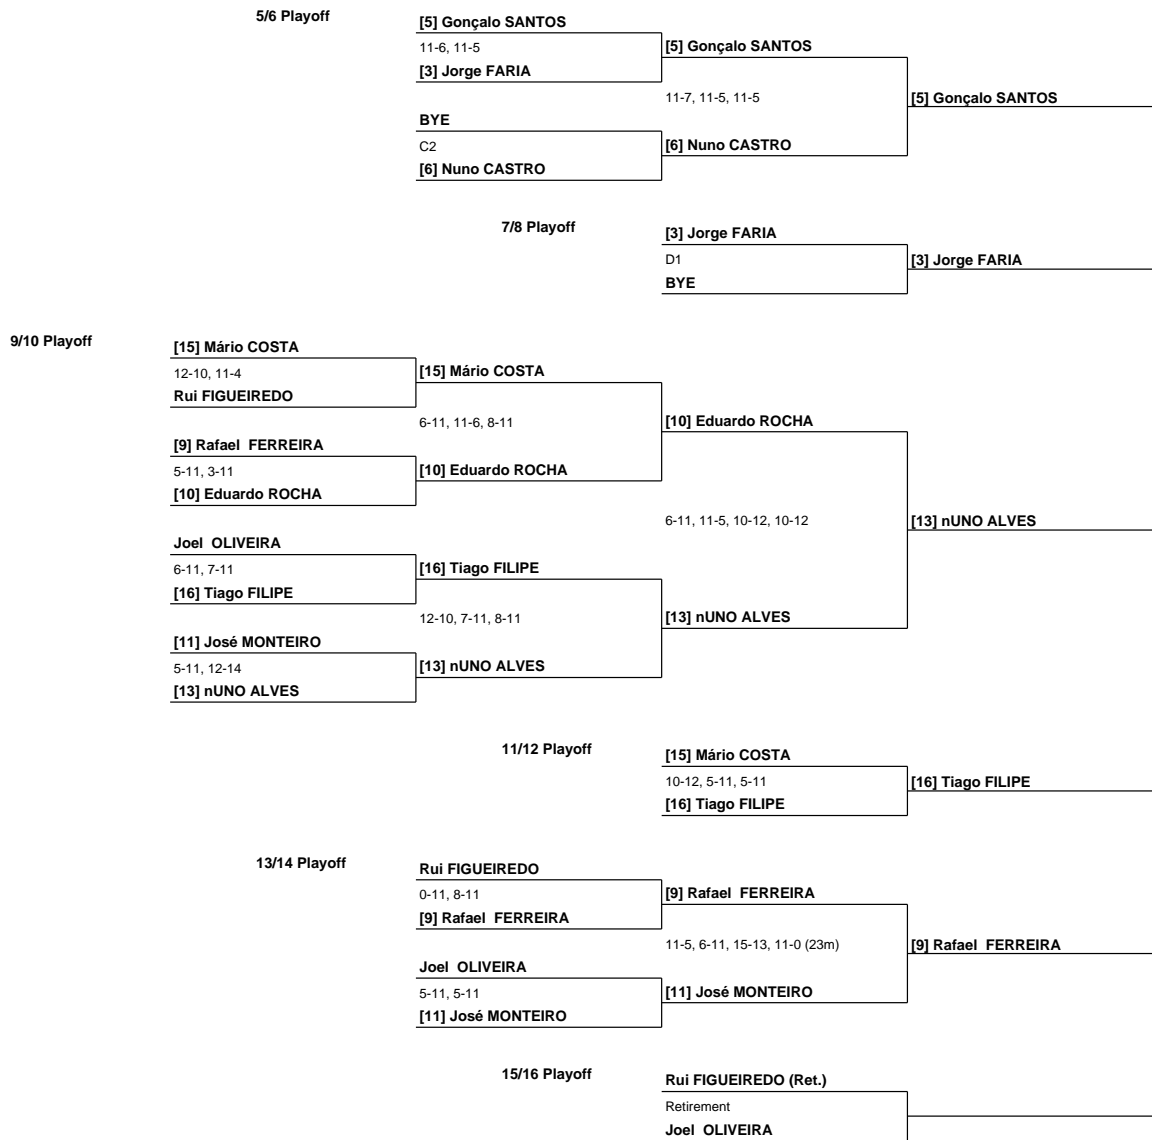 5/6 Playoff
[5] Gonçalo SANTOS
11-6, 11-5
[5] Gonçalo SANTOS
[3] Jorge FARIA
11-7, 11-5, 11-5
[5] Gonçalo SANTOS
BYE
C2
[6] Nuno CASTRO
[6] Nuno CASTRO
7/8 Playoff
[3] Jorge FARIA
D1
[3] Jorge FARIA
BYE
9/10 Playoff
[15] Mário COSTA
12-10, 11-4
[15] Mário COSTA
Rui FIGUEIREDO
6-11, 11-6, 8-11
[10] Eduardo ROCHA
[9] Rafael FERREIRA
5-11, 3-11
[10] Eduardo ROCHA
[10] Eduardo ROCHA
6-11, 11-5, 10-12, 10-12
[13] nUNO ALVES
Joel OLIVEIRA
6-11, 7-11
[16] Tiago FILIPE
[16] Tiago FILIPE
12-10, 7-11, 8-11
[13] nUNO ALVES
[11] José MONTEIRO
5-11, 12-14
[13] nUNO ALVES
[13] nUNO ALVES
11/12 Playoff
[15] Mário COSTA
10-12, 5-11, 5-11
[16] Tiago FILIPE
[16] Tiago FILIPE
13/14 Playoff
Rui FIGUEIREDO
0-11, 8-11
[9] Rafael FERREIRA
[9] Rafael FERREIRA
11-5, 6-11, 15-13, 11-0 (23m)
[9] Rafael FERREIRA
Joel OLIVEIRA
5-11, 5-11
[11] José MONTEIRO
[11] José MONTEIRO
15/16 Playoff
Rui FIGUEIREDO (Ret.)
Retirement
Joel OLIVEIRA